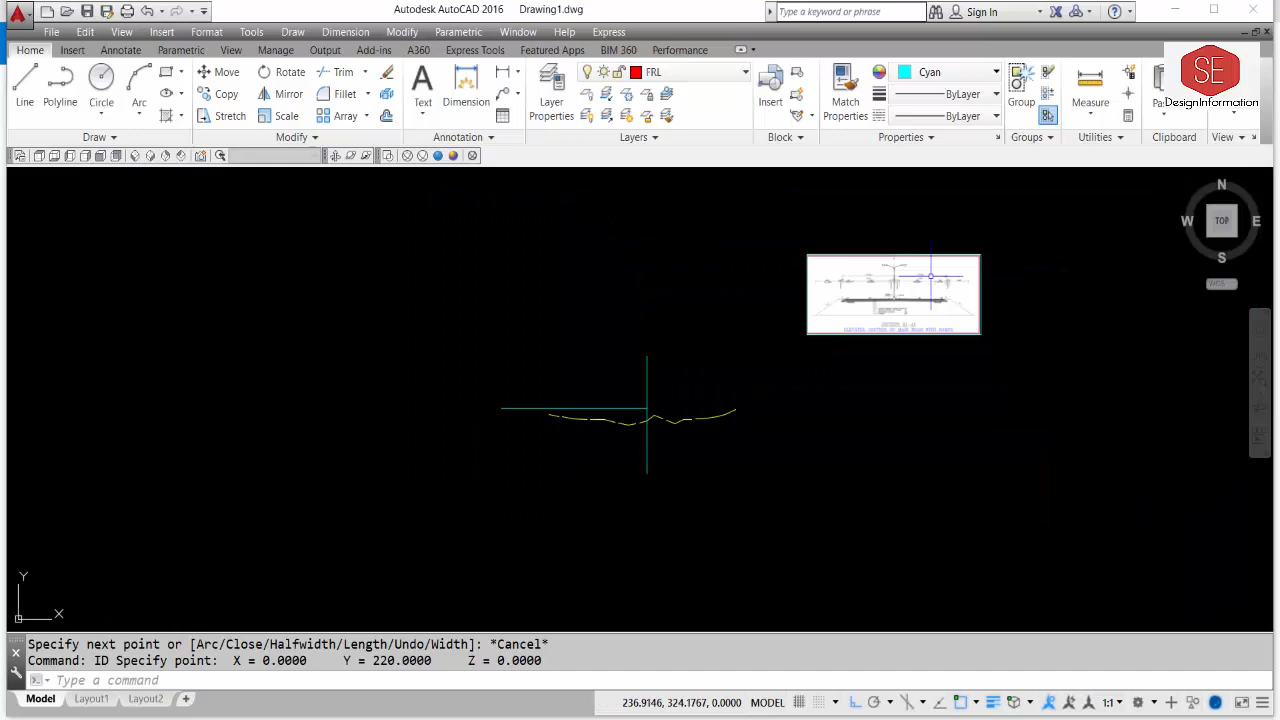 Autodesk AutoCAD 2016 Drawing1.dwg
Type a keyword or phrase
Sign In
File Edit View Insert Format Tools Draw Dimension Modify Parametric Window Help Express
Home Insert Annotate Parametric View Manage Output Add-ins A360 Express Tools Featured Apps BIM 360 Performance
SE
DesignInformation
Line Polyline Circle Arc
Move Rotate Trim
Copy Mirror Fillet
Stretch Scale Array
Text Dimension
Layer Properties
FRL
Insert
Match Properties
Cyan
ByLayer
ByLayer
Group
Measure
Draw Modify Annotation Layers Block Properties Groups Utilities Clipboard View
N
W TOP E
S
WCS
Y
X
Specify next point or [Arc/Close/Halfwidth/Length/Undo/Width]: *Cancel*
Command: ID Specify point: X = 0.0000 Y = 220.0000 Z = 0.0000
Type a command
Model Layout1 Layout2 +
236.9146, 324.1767, 0.0000 MODEL
1:1